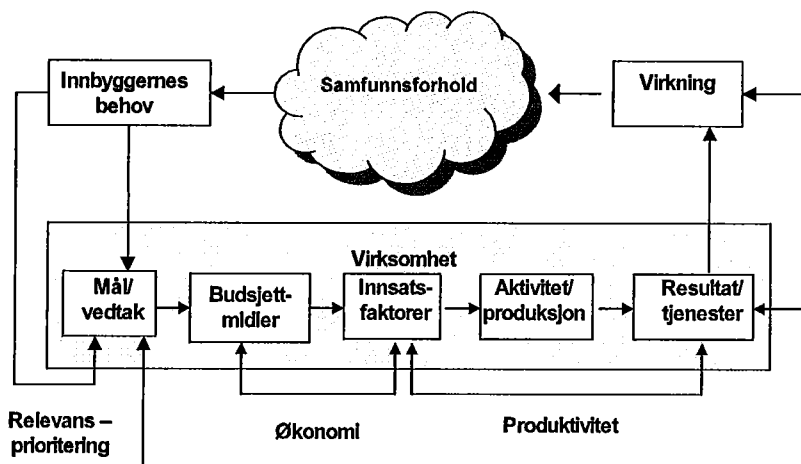 Innbyggernes
behov
Samfunnsforhold
Virkning
Virksomhet
Mål/
vedtak
Budsjett-
midler
Innsats-
faktorer
Aktivitet/
produksjon
Resultat/
tjenester
Relevans –
prioritering
Økonomi
Produktivitet